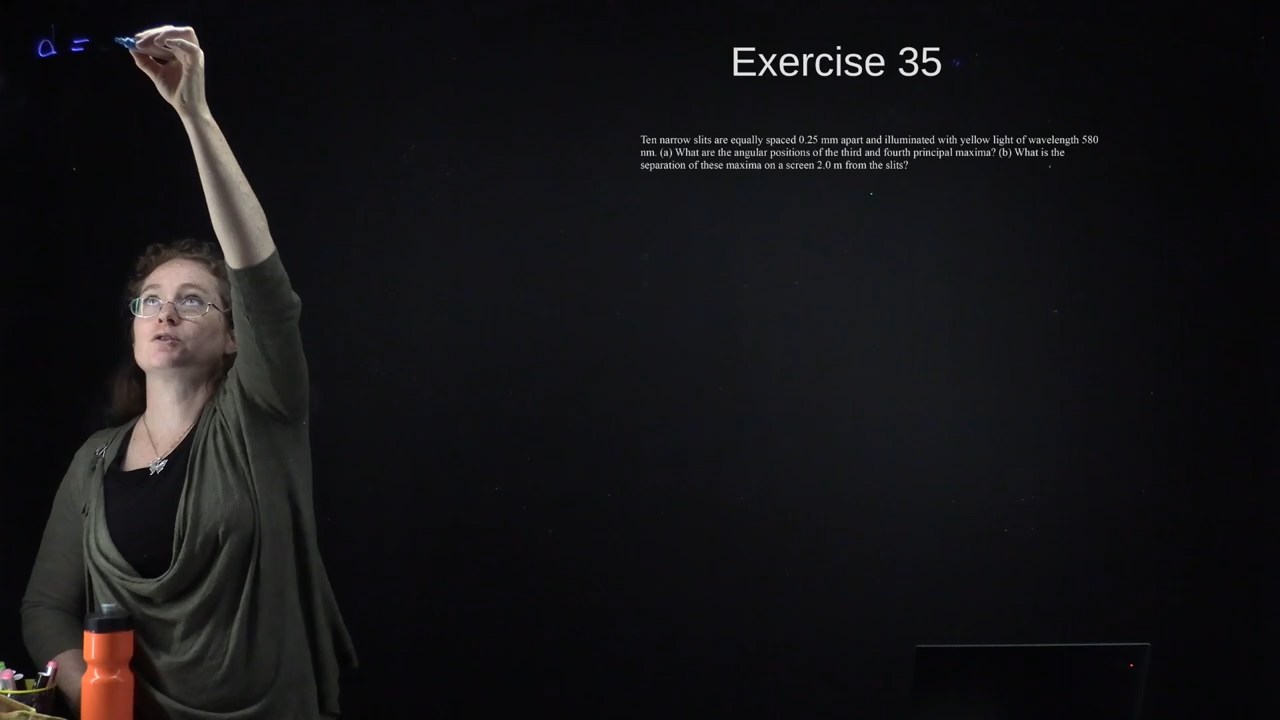 d =
Exercise 35
Ten narrow slits are equally spaced 0.25 mm apart and illuminated with yellow light of wavelength 580
nm. (a) What are the angular positions of the third and fourth principal maxima? (b) What is the
separation of these maxima on a screen 2.0 m from the slits?